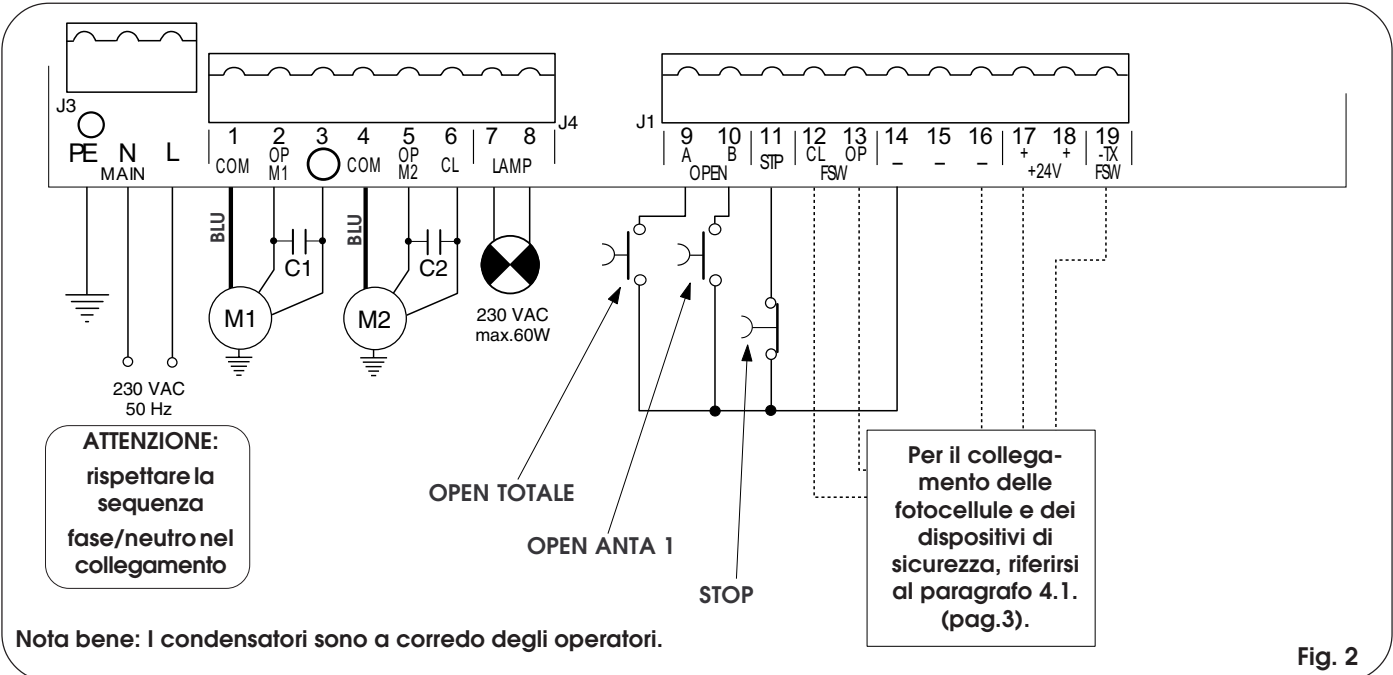 J3
PE N L
MAIN
1 2 3 4 5 6 7 8
J4
COM OP M1 COM OP M2 CL LAMP
J1
9 10 11 12 13 14 15 16 17 18 19
A B STP CL OP – – – + + -TX
OPEN FSW +24V FSW
BLU
BLU
C1
C2
M1
M2
230 VAC
max.60W
230 VAC
50 Hz
ATTENZIONE:
rispettare la
sequenza
fase/neutro nel
collegamento
OPEN TOTALE
OPEN ANTA 1
STOP
Per il collega-
mento delle
fotocellule e dei
dispositivi di
sicurezza, riferirsi
al paragrafo 4.1.
(pag.3).
Nota bene: I condensatori sono a corredo degli operatori.
Fig. 2